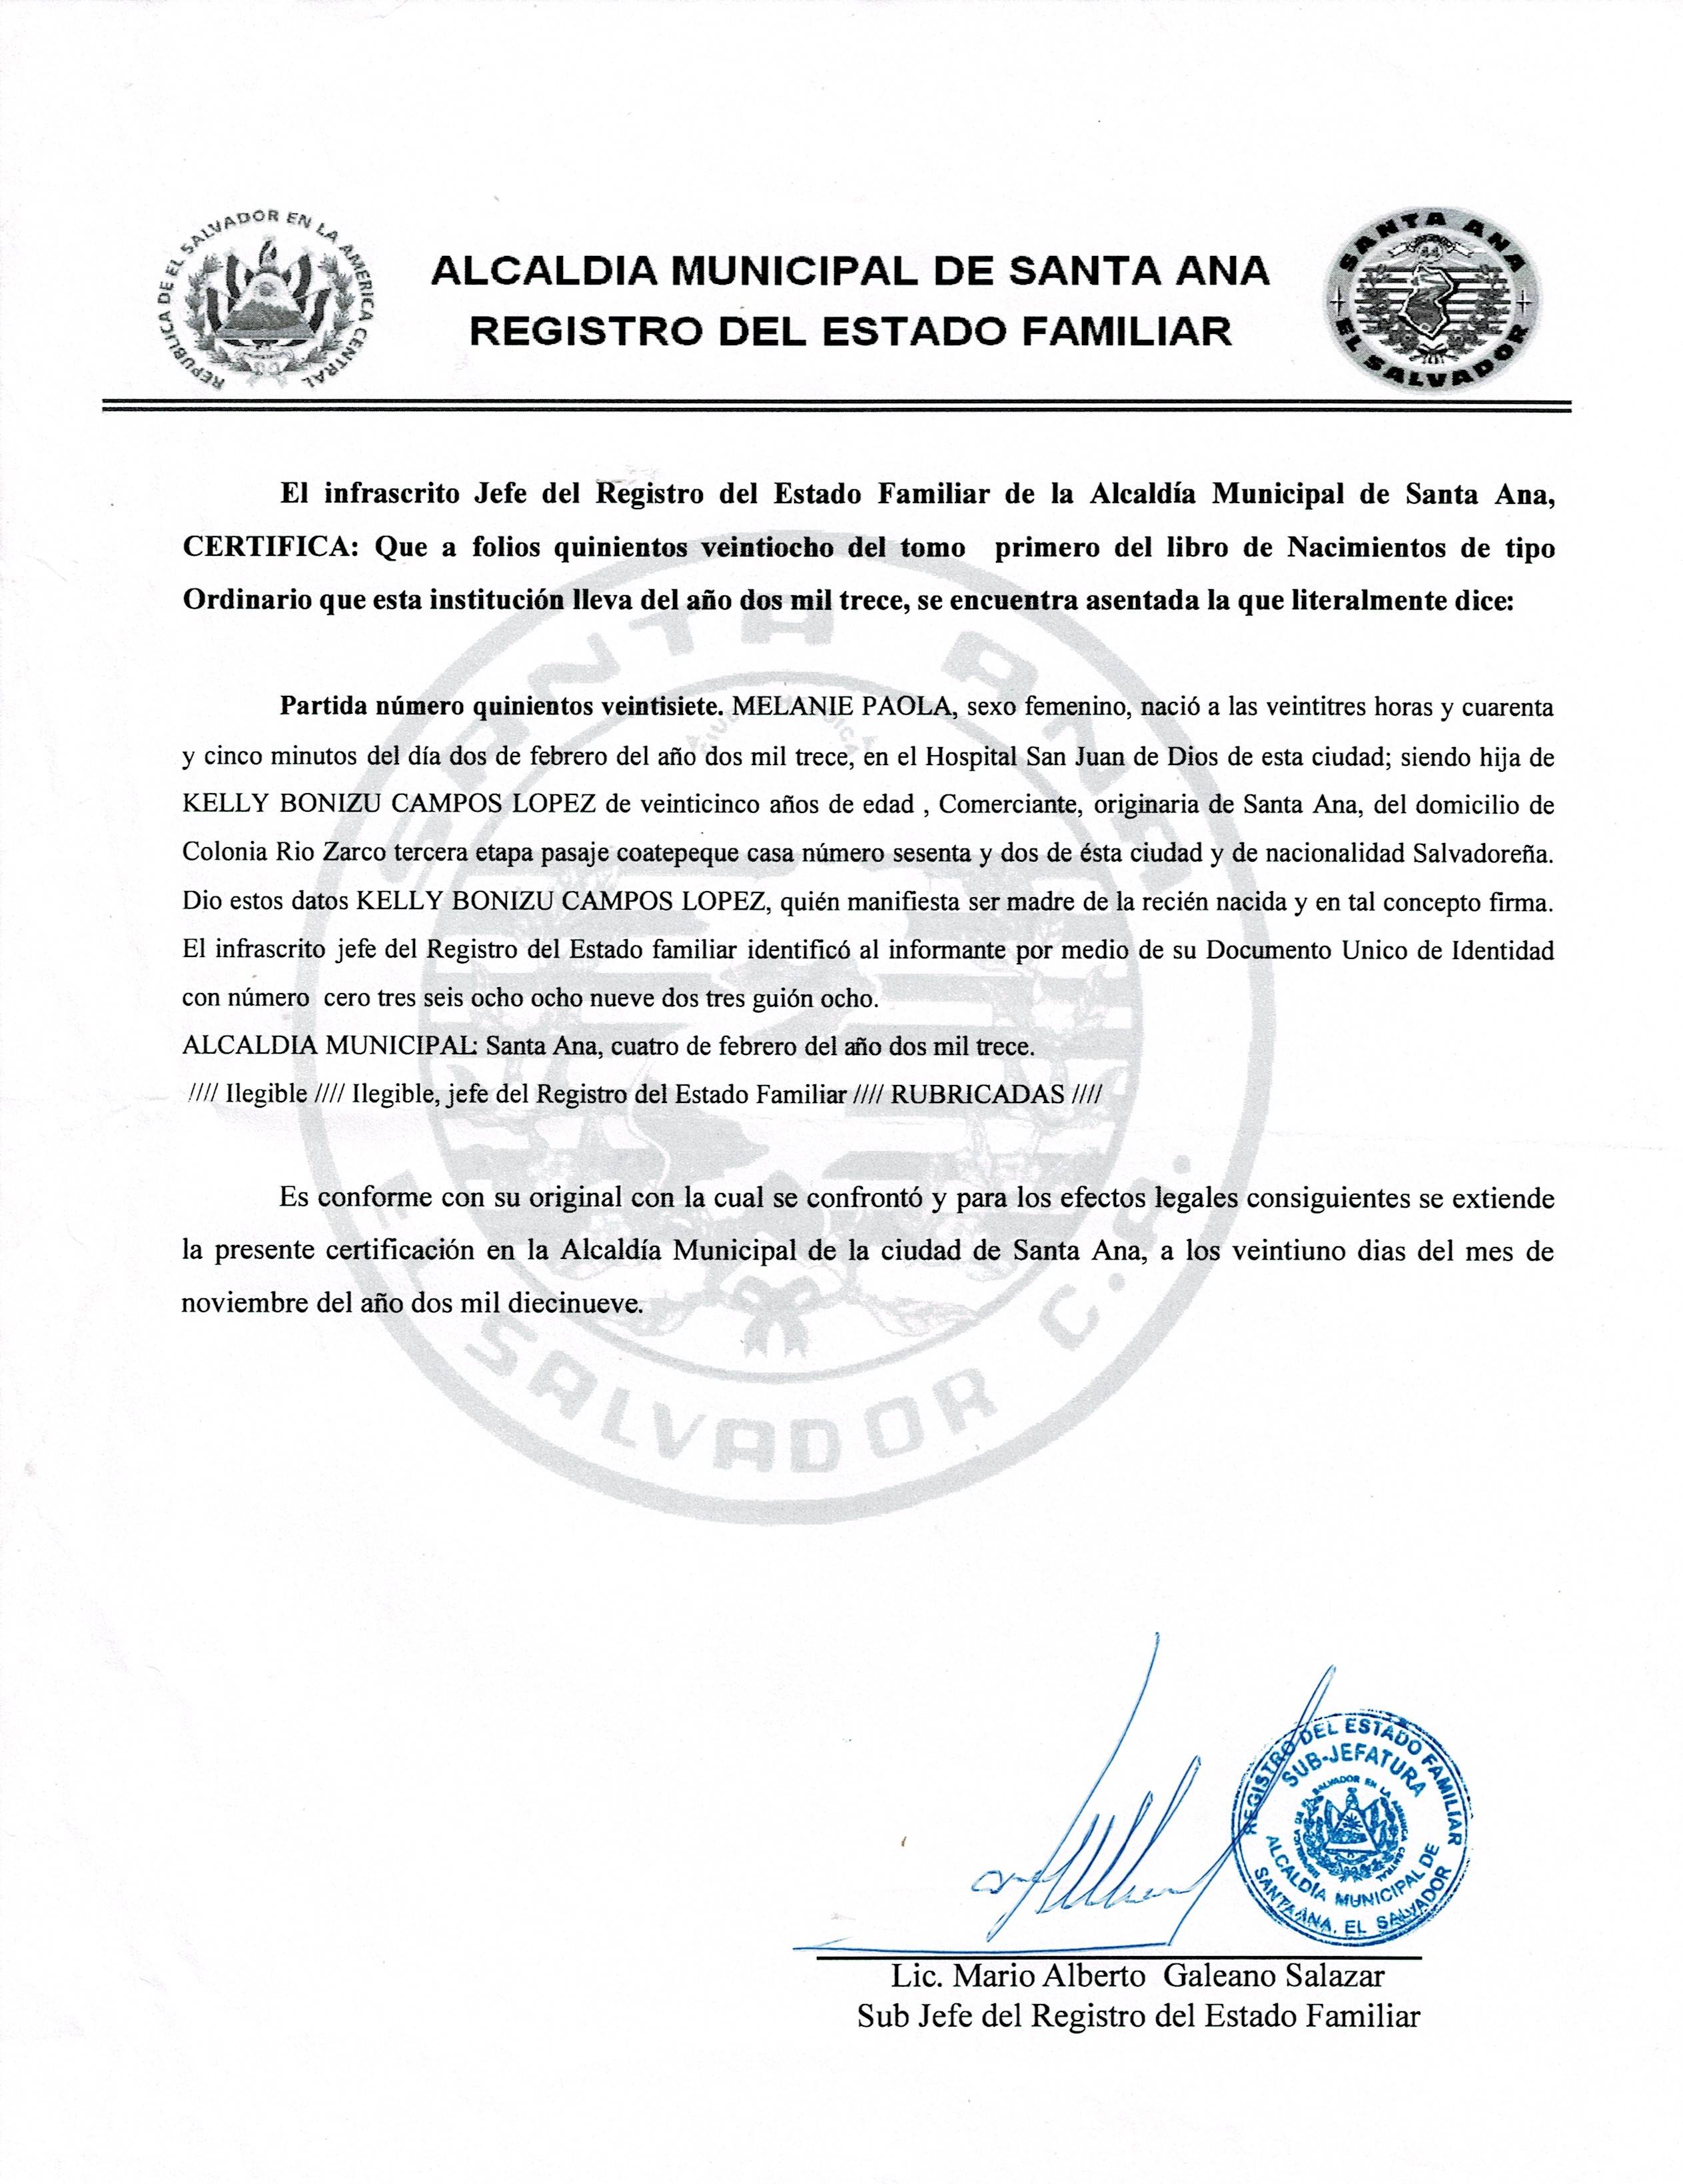 REPUBLICA DE EL SALVADOR EN LA AMERICA CENTRAL
ALCALDIA MUNICIPAL DE SANTA ANA
REGISTRO DEL ESTADO FAMILIAR
SANTA ANA
EL SALVADOR
El infrascrito Jefe del Registro del Estado Familiar de la Alcaldía Municipal de Santa Ana,
CERTIFICA: Que a folios quinientos veintiocho del tomo primero del libro de Nacimientos de tipo
Ordinario que esta institución lleva del año dos mil trece, se encuentra asentada la que literalmente dice:
Partida número quinientos veintisiete. MELANIE PAOLA, sexo femenino, nació a las veintitres horas y cuarenta
y cinco minutos del día dos de febrero del año dos mil trece, en el Hospital San Juan de Dios de esta ciudad; siendo hija de
KELLY BONIZU CAMPOS LOPEZ de veinticinco años de edad , Comerciante, originaria de Santa Ana, del domicilio de
Colonia Rio Zarco tercera etapa pasaje coatepeque casa número sesenta y dos de ésta ciudad y de nacionalidad Salvadoreña.
Dio estos datos KELLY BONIZU CAMPOS LOPEZ, quién manifiesta ser madre de la recién nacida y en tal concepto firma.
El infrascrito jefe del Registro del Estado familiar identificó al informante por medio de su Documento Unico de Identidad
con número cero tres seis ocho ocho nueve dos tres guión ocho.
ALCALDIA MUNICIPAL: Santa Ana, cuatro de febrero del año dos mil trece.
//// Ilegible //// Ilegible, jefe del Registro del Estado Familiar //// RUBRICADAS ////
Es conforme con su original con la cual se confrontó y para los efectos legales consiguientes se extiende
la presente certificación en la Alcaldía Municipal de la ciudad de Santa Ana, a los veintiuno dias del mes de
noviembre del año dos mil diecinueve.
SANTA ANA
EL SALVADOR C.A.
REGISTRO DEL ESTADO FAMILIAR
SUB-JEFATURA
REPUBLICA DE EL SALVADOR EN LA AMERICA CENTRAL
ALCALDÍA MUNICIPAL DE
SANTA ANA. EL SALVADOR
Lic. Mario Alberto Galeano Salazar
Sub Jefe del Registro del Estado Familiar